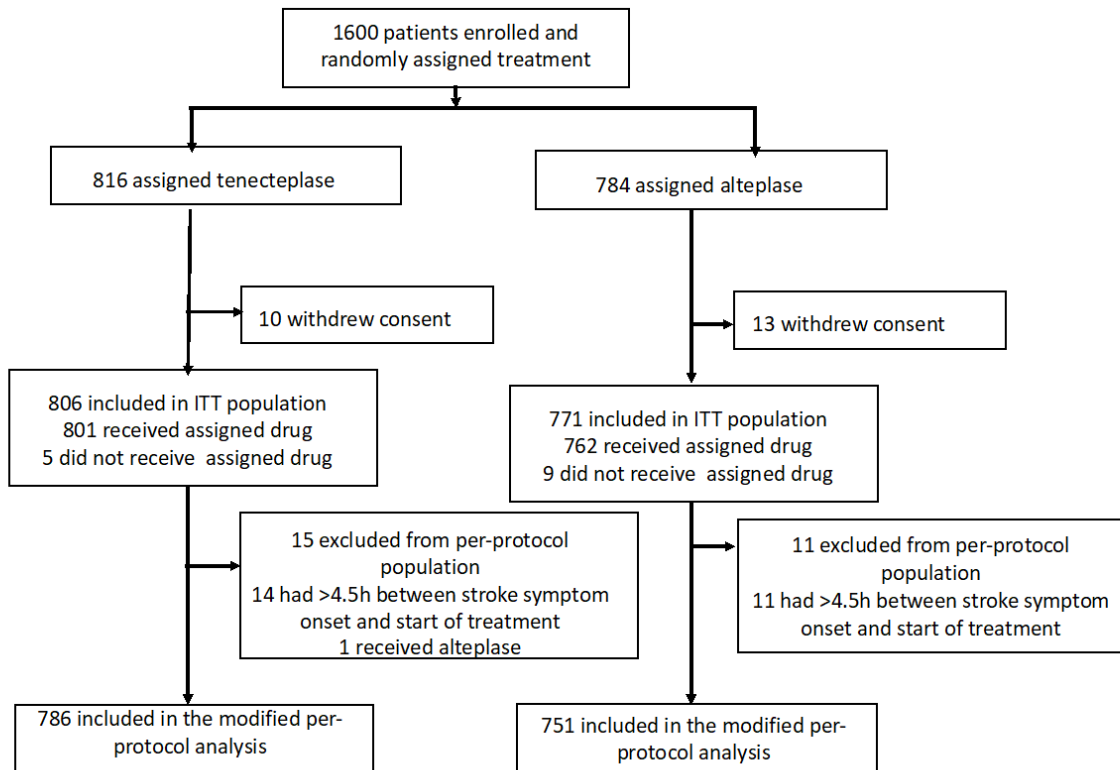 1600 patients enrolled and
randomly assigned treatment
816 assigned tenecteplase
784 assigned alteplase
10 withdrew consent
13 withdrew consent
806 included in ITT population
801 received assigned drug
5 did not receive  assigned drug
771 included in ITT population
762 received assigned drug
9 did not receive  assigned drug
15 excluded from per-protocol
population
14 had >4.5h between stroke symptom
onset and start of treatment
1 received alteplase
11 excluded from per-protocol
population
11 had >4.5h between stroke symptom
onset and start of treatment
786 included in the modified per-
protocol analysis
751 included in the modified per-
protocol analysis